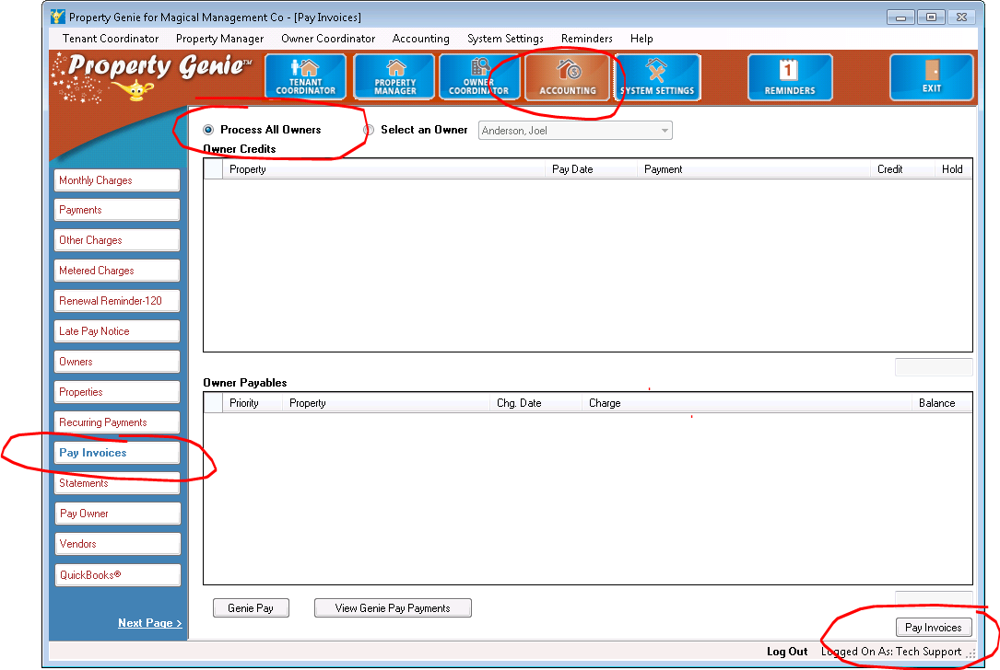 Property Genie for Magical Management Co - [Pay Invoices]
Tenant Coordinator Property Manager Owner Coordinator Accounting System Settings Reminders Help
Property Genie™
TENANT COORDINATOR
PROPERTY MANAGER
OWNER COORDINATOR
ACCOUNTING
SYSTEM SETTINGS
1
REMINDERS
EXIT
Process All Owners Select an Owner Anderson, Joel
Owner Credits
Property Pay Date Payment Credit Hold
Monthly Charges
Payments
Other Charges
Metered Charges
Renewal Reminder-120
Late Pay Notice
Owners
Properties
Recurring Payments
Pay Invoices
Statements
Pay Owner
Vendors
QuickBooks®
Next Page >
Owner Payables
Priority Property Chg. Date Charge Balance
Genie Pay View Genie Pay Payments
Pay Invoices
Log Out Logged On As: Tech Support